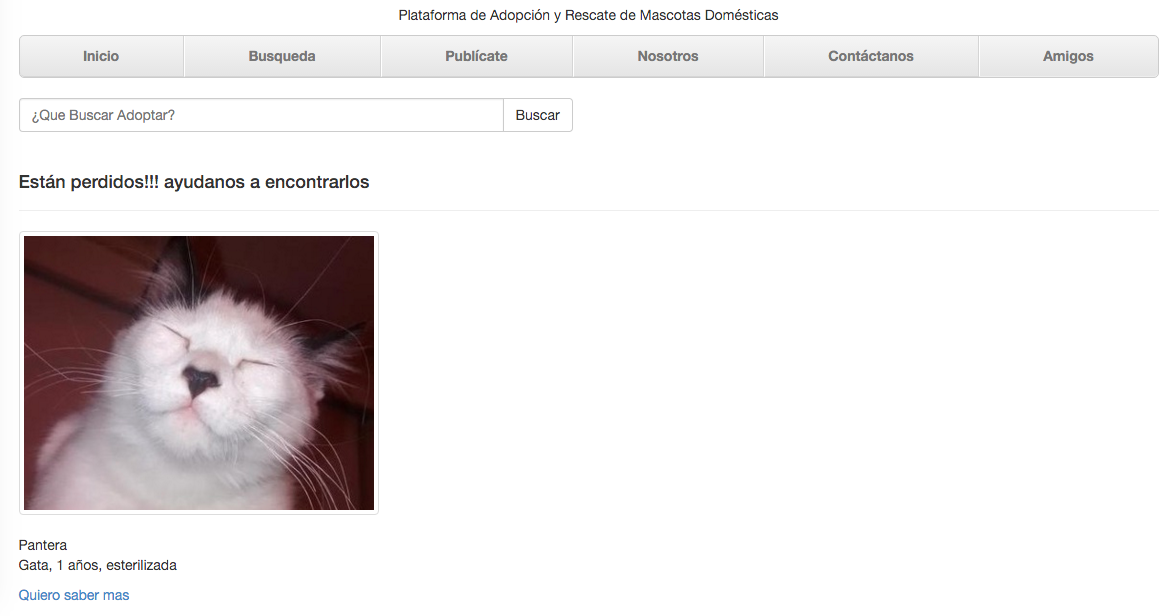 Plataforma de Adopción y Rescate de Mascotas Domésticas
Inicio Busqueda Publícate Nosotros Contáctanos Amigos
¿Que Buscar Adoptar? Buscar
Están perdidos!!! ayudanos a encontrarlos
Pantera
Gata, 1 años, esterilizada
Quiero saber mas